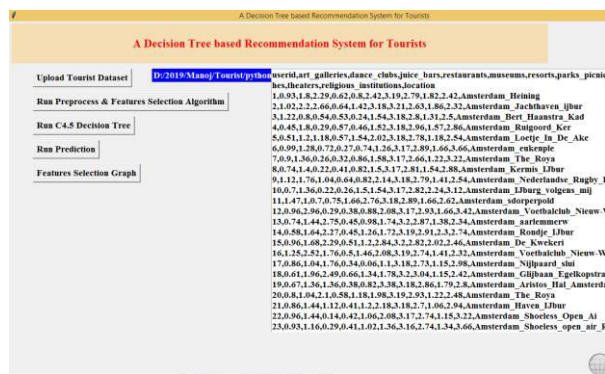 A Decision Tree based Recommendation System for Tourists
A Decision Tree based Recommendation System for Tourists
Upload Tourist Dataset
D:/2019/Manoj/Tourist/python
Run Preprocess & Features Selection Algorithm
Run C4.5 Decision Tree
Run Prediction
Features Selection Graph
userid,art_galleries,dance_clubs,juice_bars,restaurants,museums,resorts,parks_picnic
hes,theaters,religious_institutions,location
1,0.93,1.8,2.29,0.62,0.8,2.42,3.19,2.79,1.82,2.42,Amsterdam_Heining
2,1.02,2.2,2.66,0.64,1.42,3.18,3.21,2.63,1.86,2.32,Amsterdam_Jachthaven_ijbur
3,1.22,0.8,0.54,0.53,0.24,1.54,3.18,2.8,1.31,2.5,Amsterdam_Bert_Haanstra_Kad
4,0.45,1.8,0.29,0.57,0.46,1.52,3.18,2.96,1.57,2.86,Amsterdam_Ruigoord_Ker
5,0.51,1.2,1.18,0.57,1.54,2.02,3.18,2.78,1.18,2.54,Amsterdam_Loetje_In_De_Ake
6,0.99,1.28,0.72,0.27,0.74,1.26,3.17,2.89,1.66,3.66,Amsterdam_eukenple
7,0.9,1.36,0.26,0.32,0.86,1.58,3.17,2.66,1.22,3.22,Amsterdam_The_Roya
8,0.74,1.4,0.22,0.41,0.82,1.5,3.17,2.81,1.54,2.88,Amsterdam_Kermis_IJbur
9,1.12,1.76,1.04,0.64,0.82,2.14,3.18,2.79,1.41,2.54,Amsterdam_Nederlandse_Rugby_
10,0.7,1.36,0.22,0.26,1.5,1.54,3.17,2.82,2.24,3.12,Amsterdam_IJburg_volgens_mij
11,1.47,1,0.7,0.75,1.66,2.76,3.18,2.89,1.66,2.62,Amsterdam_sdorperpold
12,0.96,2.96,0.29,0.38,0.88,2.08,3.17,2.93,1.66,3.42,Amsterdam_Voetbalclub_Nieuw-W
13,0.74,1.44,2.75,0.45,0.98,1.74,3.2,2.87,1.38,2.34,Amsterdam_aarlemmerw
14,0.58,1.64,2.27,0.45,1.26,1.72,3.19,2.91,2.3,2.74,Amsterdam_Rondje_IJbur
15,0.96,1.68,2.29,0.51,1.2,2.84,3.2,2.82,2.02,2.46,Amsterdam_De_Kwekeri
16,1.25,2.52,1.76,0.5,1.46,2.08,3.19,2.74,1.41,2.32,Amsterdam_Voetbalclub_Nieuw-W
17,0.86,1.04,1.76,0.34,0.06,1.1,3.18,2.73,1.15,2.98,Amsterdam_Nijlpaard_slui
18,0.61,1.96,2.49,0.66,1.34,1.78,3.2,3.04,1.15,2.42,Amsterdam_Glijbaan_Egelkopstra
19,0.67,1.36,1.36,0.38,0.82,3.38,3.18,2.86,1.79,2.8,Amsterdam_Aristos_Hal_Amsterda
20,0.8,1.04,2.1,0.58,1.18,1.98,3.19,2.93,1.22,2.48,Amsterdam_The_Roya
21,0.86,1.44,1.12,0.41,1.2,2.18,3.18,2.7,1.06,2.94,Amsterdam_Haven_IJbur
22,0.96,1.44,0.14,0.42,1.06,2.08,3.17,2.74,1.15,3.22,Amsterdam_Shoeless_Open_Ai
23,0.93,1.16,0.29,0.41,1.02,1.36,3.16,2.74,1.34,3.66,Amsterdam_Shoeless_open_air_